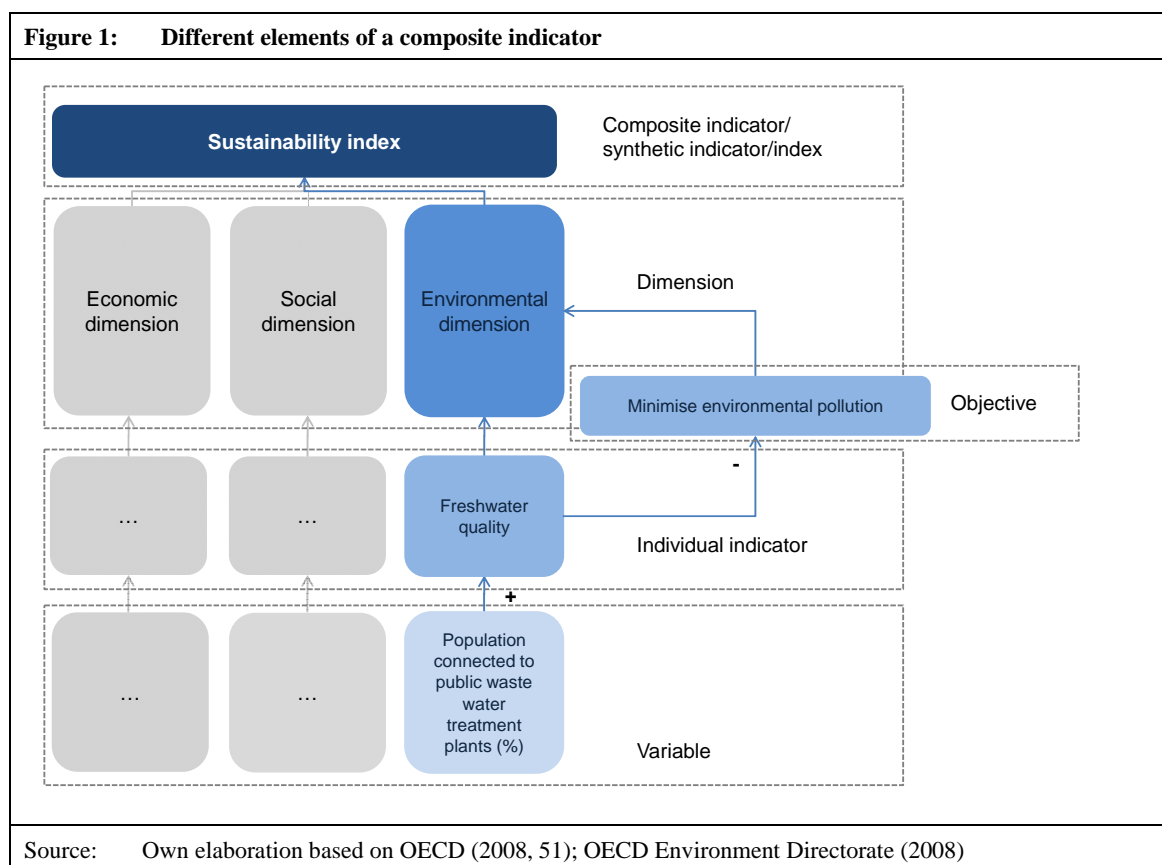 Figure 1: Different elements of a composite indicator
Sustainability index
Composite indicator/
synthetic indicator/index
Economic
dimension
Social
dimension
Environmental
dimension
Dimension
Minimise environmental pollution
Objective
-
…
…
Freshwater
quality
Individual indicator
+
…
…
Population
connected to
public waste
water
treatment
plants (%)
Variable
Source: Own elaboration based on OECD (2008, 51); OECD Environment Directorate (2008)